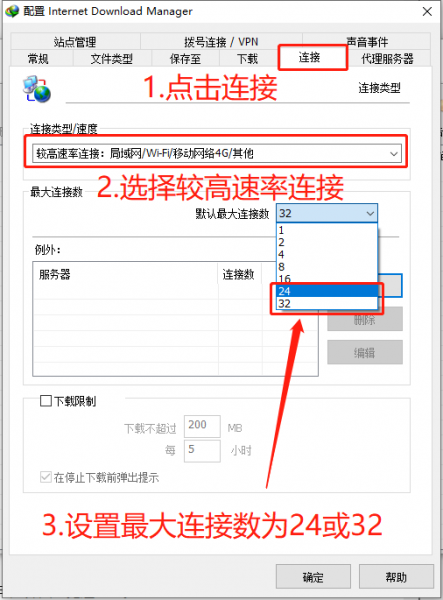 配置 Internet Download Manager
站点管理 拨号连接 / VPN 声音事件
常规 文件类型 保存至 下载 连接 代理服务器
1.点击连接
连接类型
连接类型/速度
较高速率连接：局域网/Wi-Fi/移动网络4G/其他
2.选择较高速率连接
最大连接数
默认最大连接数 32
1
2
4
8
16
24
32
例外：
服务器 连接数
删除
编辑
下载限制
下载不超过 200 MB
每 5 小时
在停止下载前弹出提示
3.设置最大连接数为24或32
确定 帮助